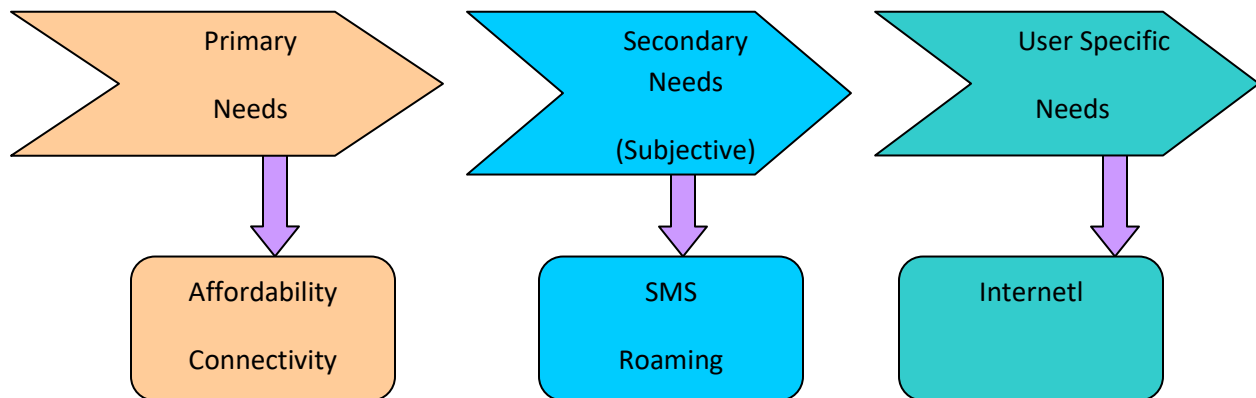 Primary
Needs
Secondary
Needs
(Subjective)
User Specific
Needs
Affordability
Connectivity
SMS
Roaming
Internetl